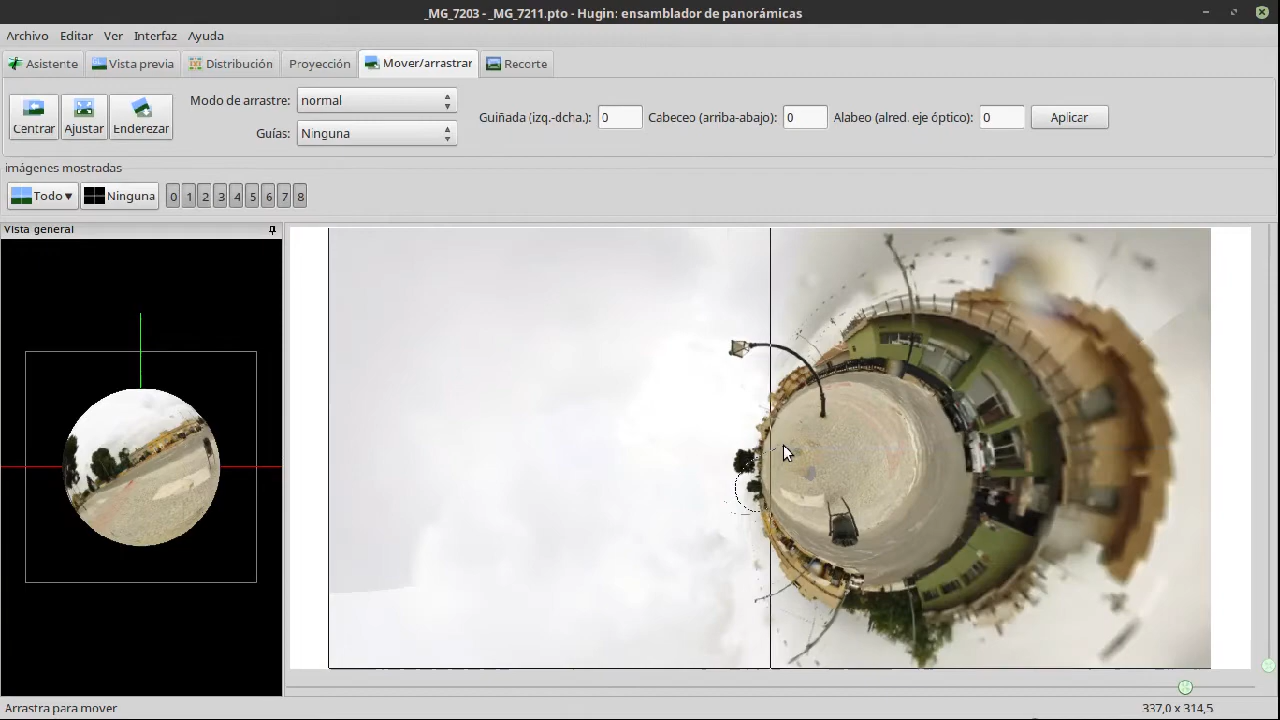 _MG_7203 - _MG_7211.pto - Hugin: ensamblador de panorámicas
Archivo Editar Ver Interfaz Ayuda
Asistente Vista previa Distribución Proyección Mover/arrastrar Recorte
Centrar Ajustar Enderezar
Modo de arrastre: normal
Guías: Ninguna
Guiñada (izq.-dcha.): 0 Cabeceo (arriba-abajo): 0 Alabeo (alred. eje óptico): 0 Aplicar
imágenes mostradas
Todo Ninguna 0 1 2 3 4 5 6 7 8
Vista general
Arrastra para mover 337,0 x 314,5